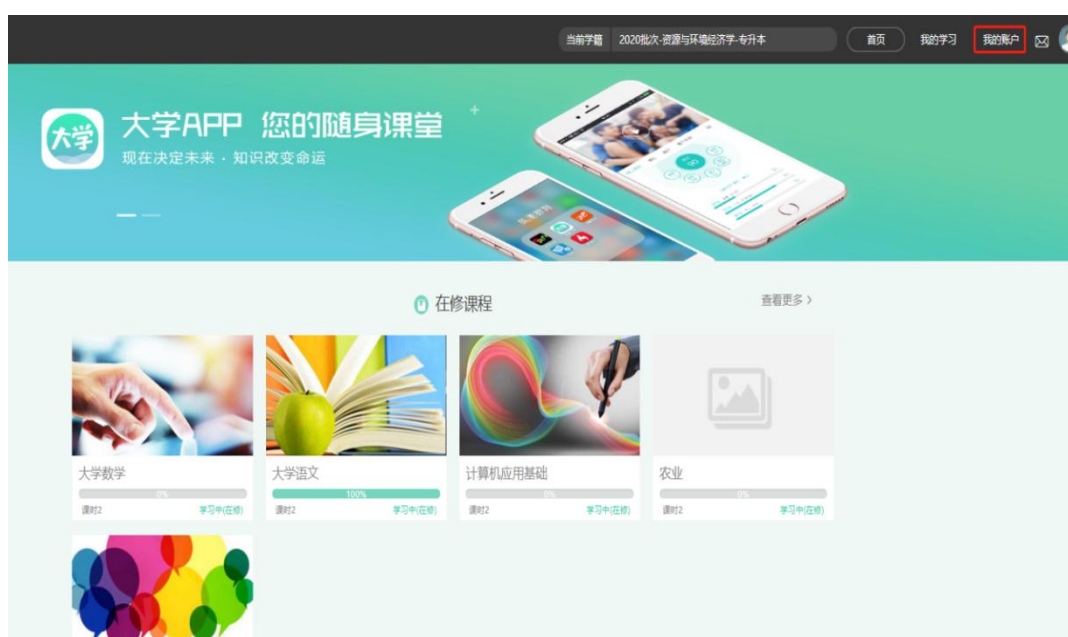 当前学籍 2020批次-资源与环境经济学-专升本 首页 我的学习 我的账户
大学
大学APP 您的随身课堂
现在决定未来·知识改变命运
在修课程 查看更多 >
大学数学 大学语文 计算机应用基础 农业
0% 100% 0% 0%
课时2 学习中(在修) 课时2 学习中(在修) 课时2 学习中(在修) 课时2 学习中(在修)